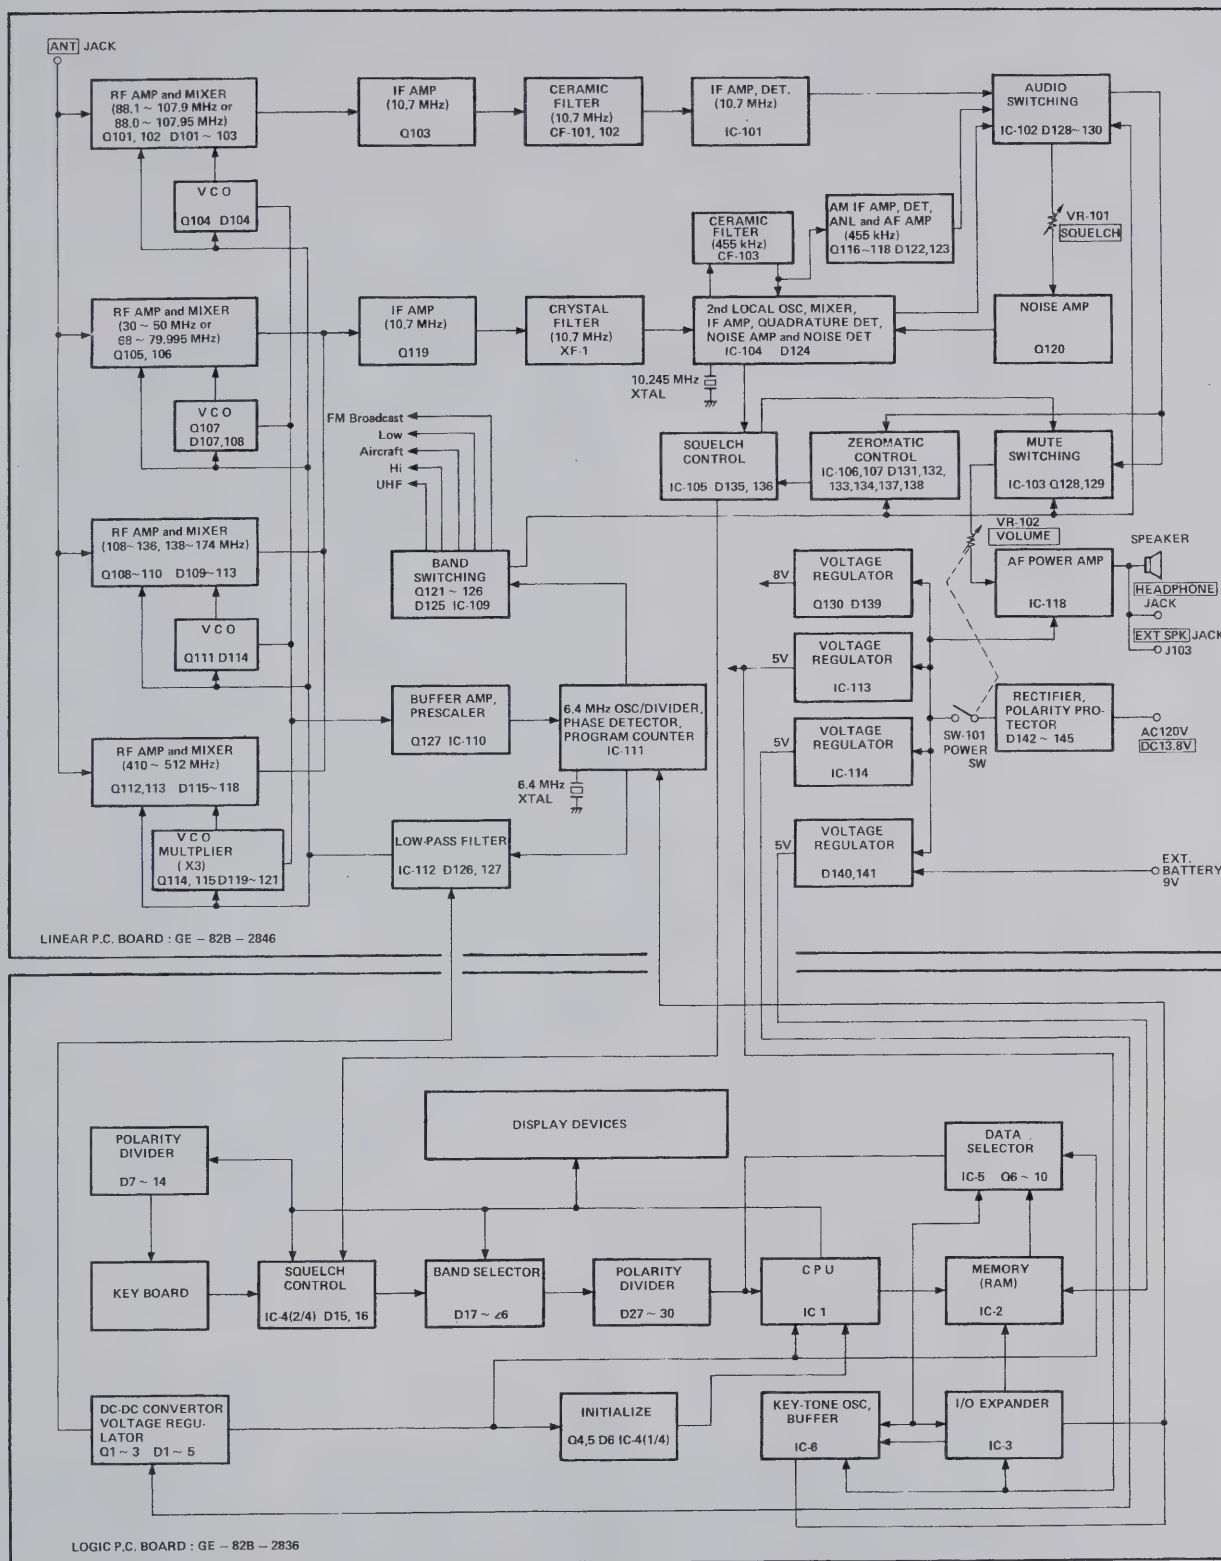 ANT JACK
RF AMP and MIXER
(88.1 ~ 107.9 MHz or
88.0 ~ 107.95 MHz)
Q101, 102 D101 ~ 103
IF AMP
(10.7 MHz)
Q103
CERAMIC
FILTER
(10.7 MHz)
CF-101, 102
IF AMP, DET.
(10.7 MHz)
IC-101
AUDIO
SWITCHING
IC-102 D128~130
VCO
Q104 D104
CERAMIC
FILTER
(455 kHz)
CF-103
AM IF AMP, DET,
ANL and AF AMP
(455 kHz)
Q116~118 D122,123
VR-101
SQUELCH
RF AMP and MIXER
(30 ~ 50 MHz or
68 ~ 79.995 MHz)
Q105, 106
IF AMP
(10.7 MHz)
Q119
CRYSTAL
FILTER
(10.7 MHz)
XF-1
2nd LOCAL OSC, MIXER,
IF AMP, QUADRATURE DET,
NOISE AMP and NOISE DET
IC-104 D124
NOISE AMP
Q120
10.245 MHz
XTAL
VCO
Q107
D107,108
FM Broadcast
Low
Aircraft
Hi
UHF
SQUELCH
CONTROL
IC-105 D135, 136
ZEROMATIC
CONTROL
IC-106,107 D131,132,
133,134,137,138
MUTE
SWITCHING
IC-103 Q128,129
RF AMP and MIXER
(108~136, 138~174 MHz)
Q108~110 D109~113
BAND
SWITCHING
Q121 ~ 126
D125 IC-109
8V
VOLTAGE
REGULATOR
Q130 D139
VR-102
VOLUME
AF POWER AMP
IC-118
SPEAKER
HEADPHONE
JACK
EXT SPK JACK
J103
VCO
Q111 D114
5V
VOLTAGE
REGULATOR
IC-113
BUFFER AMP,
PRESCALER
Q127 IC-110
6.4 MHz OSC/DIVIDER,
PHASE DETECTOR,
PROGRAM COUNTER
IC-111
RECTIFIER,
POLARITY PRO-
TECTOR
D142 ~ 145
SW-101
POWER
SW
AC120V
DC13.8V
5V
VOLTAGE
REGULATOR
IC-114
RF AMP and MIXER
(410 ~ 512 MHz)
Q112,113 D115~118
6.4 MHz
XTAL
VCO
MULTPLIER
(X3)
Q114, 115 D119~121
LOW-PASS FILTER
IC-112 D126, 127
5V
VOLTAGE
REGULATOR
D140,141
EXT.
BATTERY
9V
LINEAR P.C. BOARD : GE – 82B – 2846
POLARITY
DIVIDER
D7 ~ 14
DISPLAY DEVICES
DATA
SELECTOR
IC-5 Q6 ~ 10
KEY BOARD
SQUELCH
CONTROL
IC-4(2/4) D15, 16
BAND SELECTOR
D17 ~ 26
POLARITY
DIVIDER
D27 ~ 30
CPU
IC 1
MEMORY
(RAM)
IC-2
DC-DC CONVERTOR
VOLTAGE REGU-
LATOR
Q1 ~ 3 D1 ~ 5
INITIALIZE
Q4,5 D6 IC-4(1/4)
KEY-TONE OSC,
BUFFER
IC-6
I/O EXPANDER
IC-3
LOGIC P.C. BOARD : GE – 82B – 2836